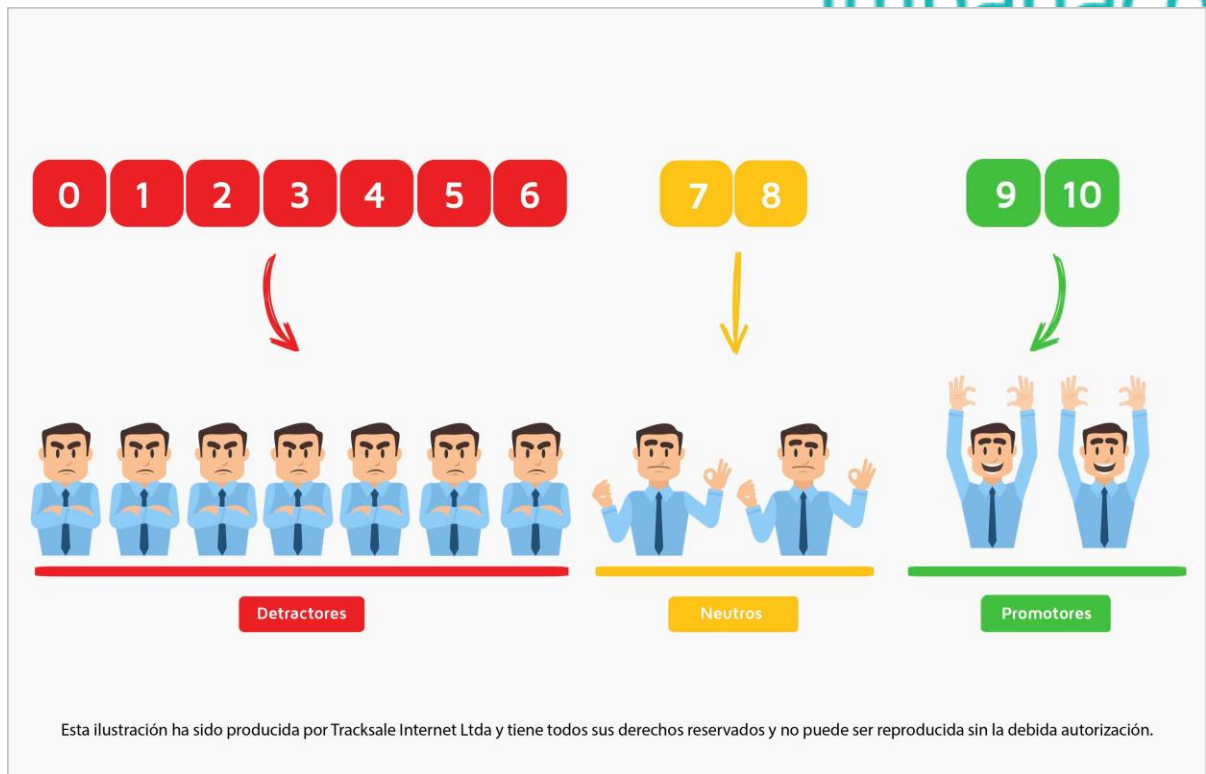 0 1 2 3 4 5 6 7 8 9 10
Detractores Neutros Promotores
Esta ilustración ha sido producida por Tracksale Internet Ltda y tiene todos sus derechos reservados y no puede ser reproducida sin la debida autorización.